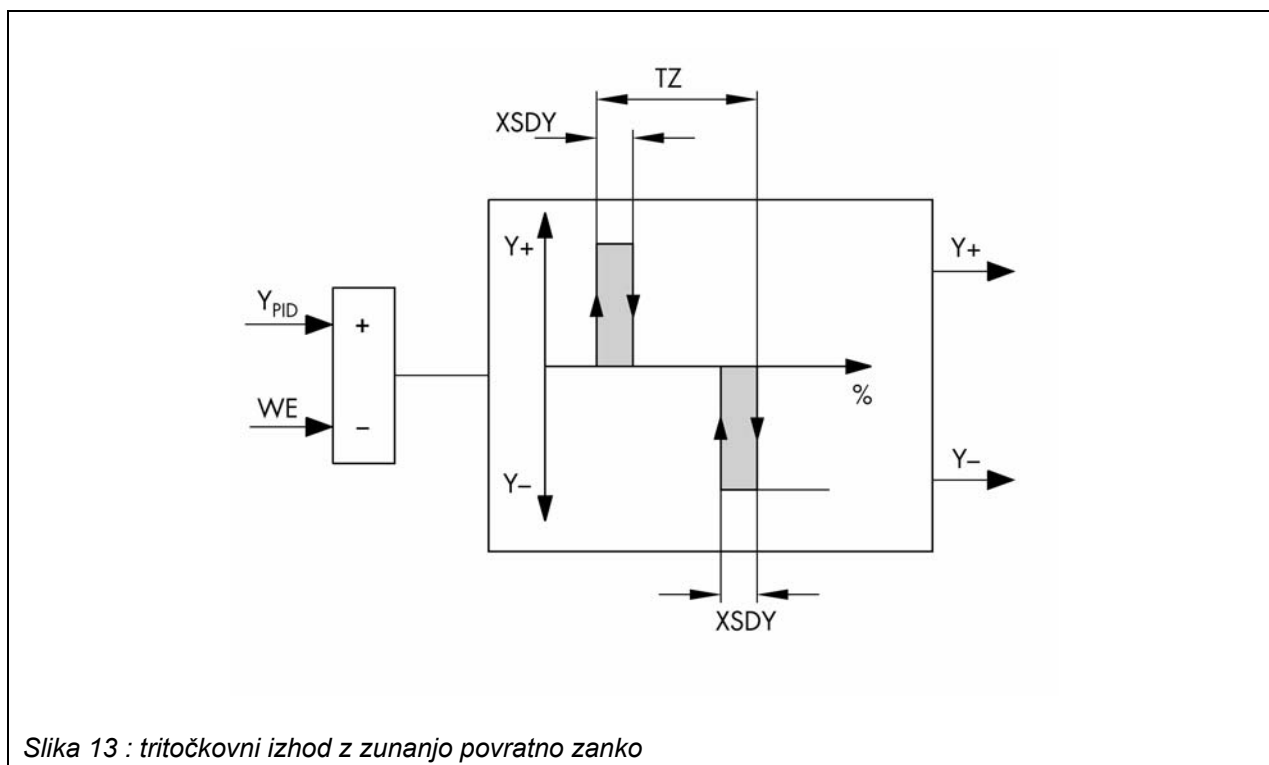 TZ
XSDY
Y+
Y+
YPID
+
%
WE
–
Y–
Y–
XSDY
Slika 13 : tritočkovni izhod z zunanjo povratno zanko